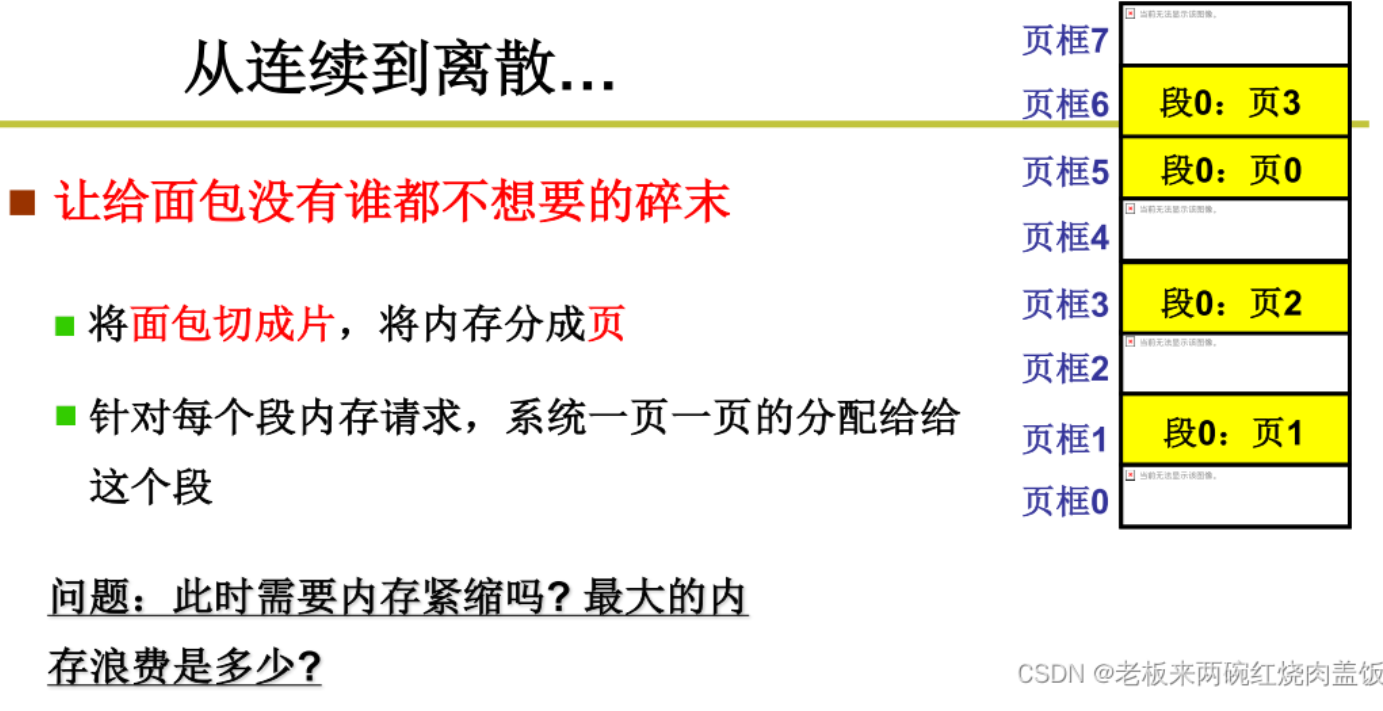 从连续到离散…
让给面包没有谁都不想要的碎末
将面包切成片，将内存分成页
针对每个段内存请求，系统一页一页的分配给给
这个段
问题：此时需要内存紧缩吗? 最大的内
存浪费是多少?
页框7
当前无法显示该图像。
页框6
段0：页3
页框5
段0：页0
页框4
当前无法显示该图像。
页框3
段0：页2
页框2
当前无法显示该图像。
页框1
段0：页1
页框0
当前无法显示该图像。
CSDN @老板来两碗红烧肉盖饭